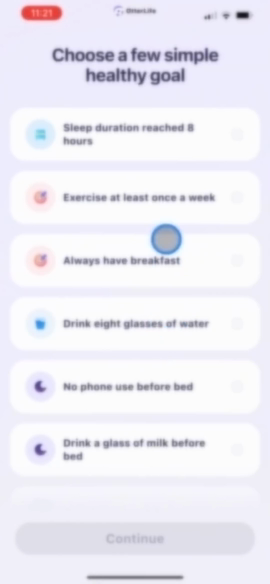 11:21
OtterLife
Choose a few simple
healthy goal
Sleep duration reached 8
hours
Exercise at least once a week
Always have breakfast
Drink eight glasses of water
No phone use before bed
Drink a glass of milk before
bed
Continue